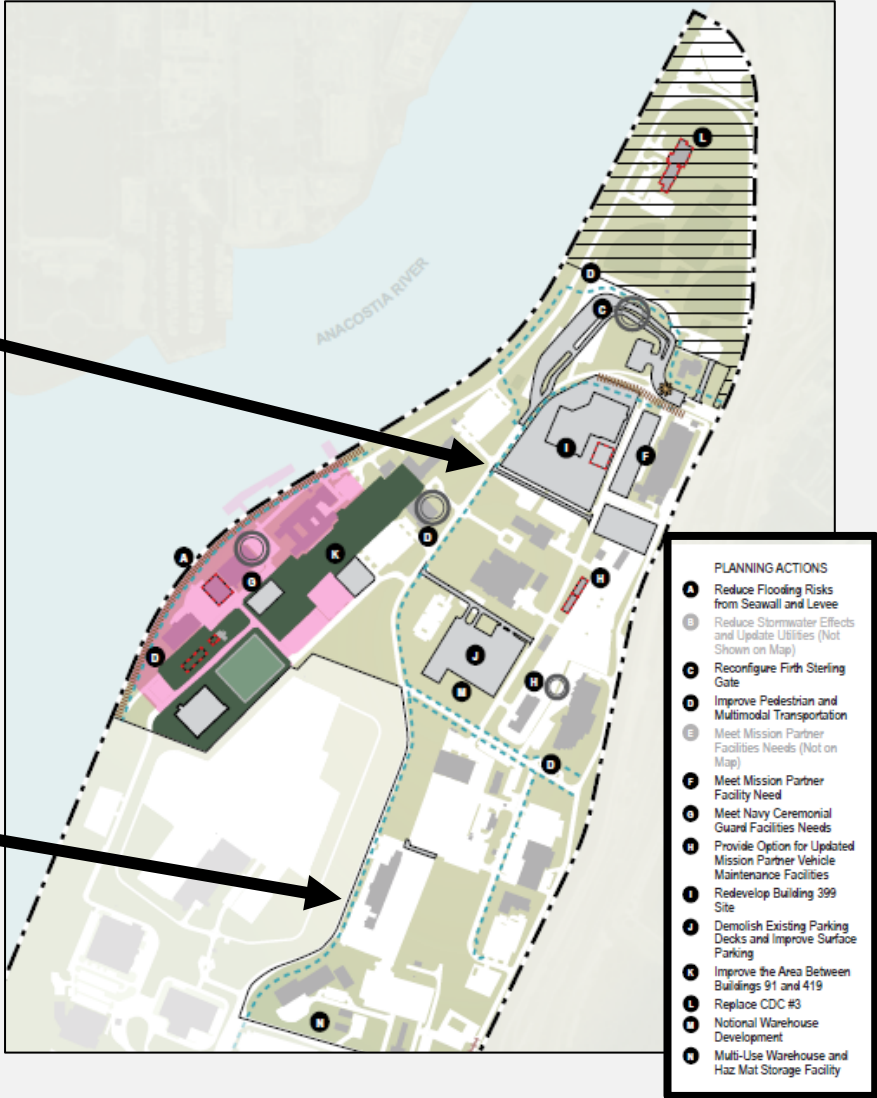 L
D
C
ANACOSTIA RIVER
I
F
A
K
D
G
H
D
J
H
M
D
N
PLANNING ACTIONS
A Reduce Flooding Risks
from Seawall and Levee
B Reduce Stormwater Effects
and Update Utilities (Not
Shown on Map)
C Reconfigure Firth Sterling
Gate
D Improve Pedestrian and
Multimodal Transportation
E Meet Mission Partner
Facilities Needs (Not on
Map)
F Meet Mission Partner
Facility Need
G Meet Navy Ceremonial
Guard Facilities Needs
H Provide Option for Updated
Mission Partner Vehicle
Maintenance Facilities
I Redevelop Building 399
Site
J Demolish Existing Parking
Decks and Improve Surface
Parking
K Improve the Area Between
Buildings 91 and 419
L Replace CDC #3
M Notional Warehouse
Development
N Multi-Use Warehouse and
Haz Mat Storage Facility